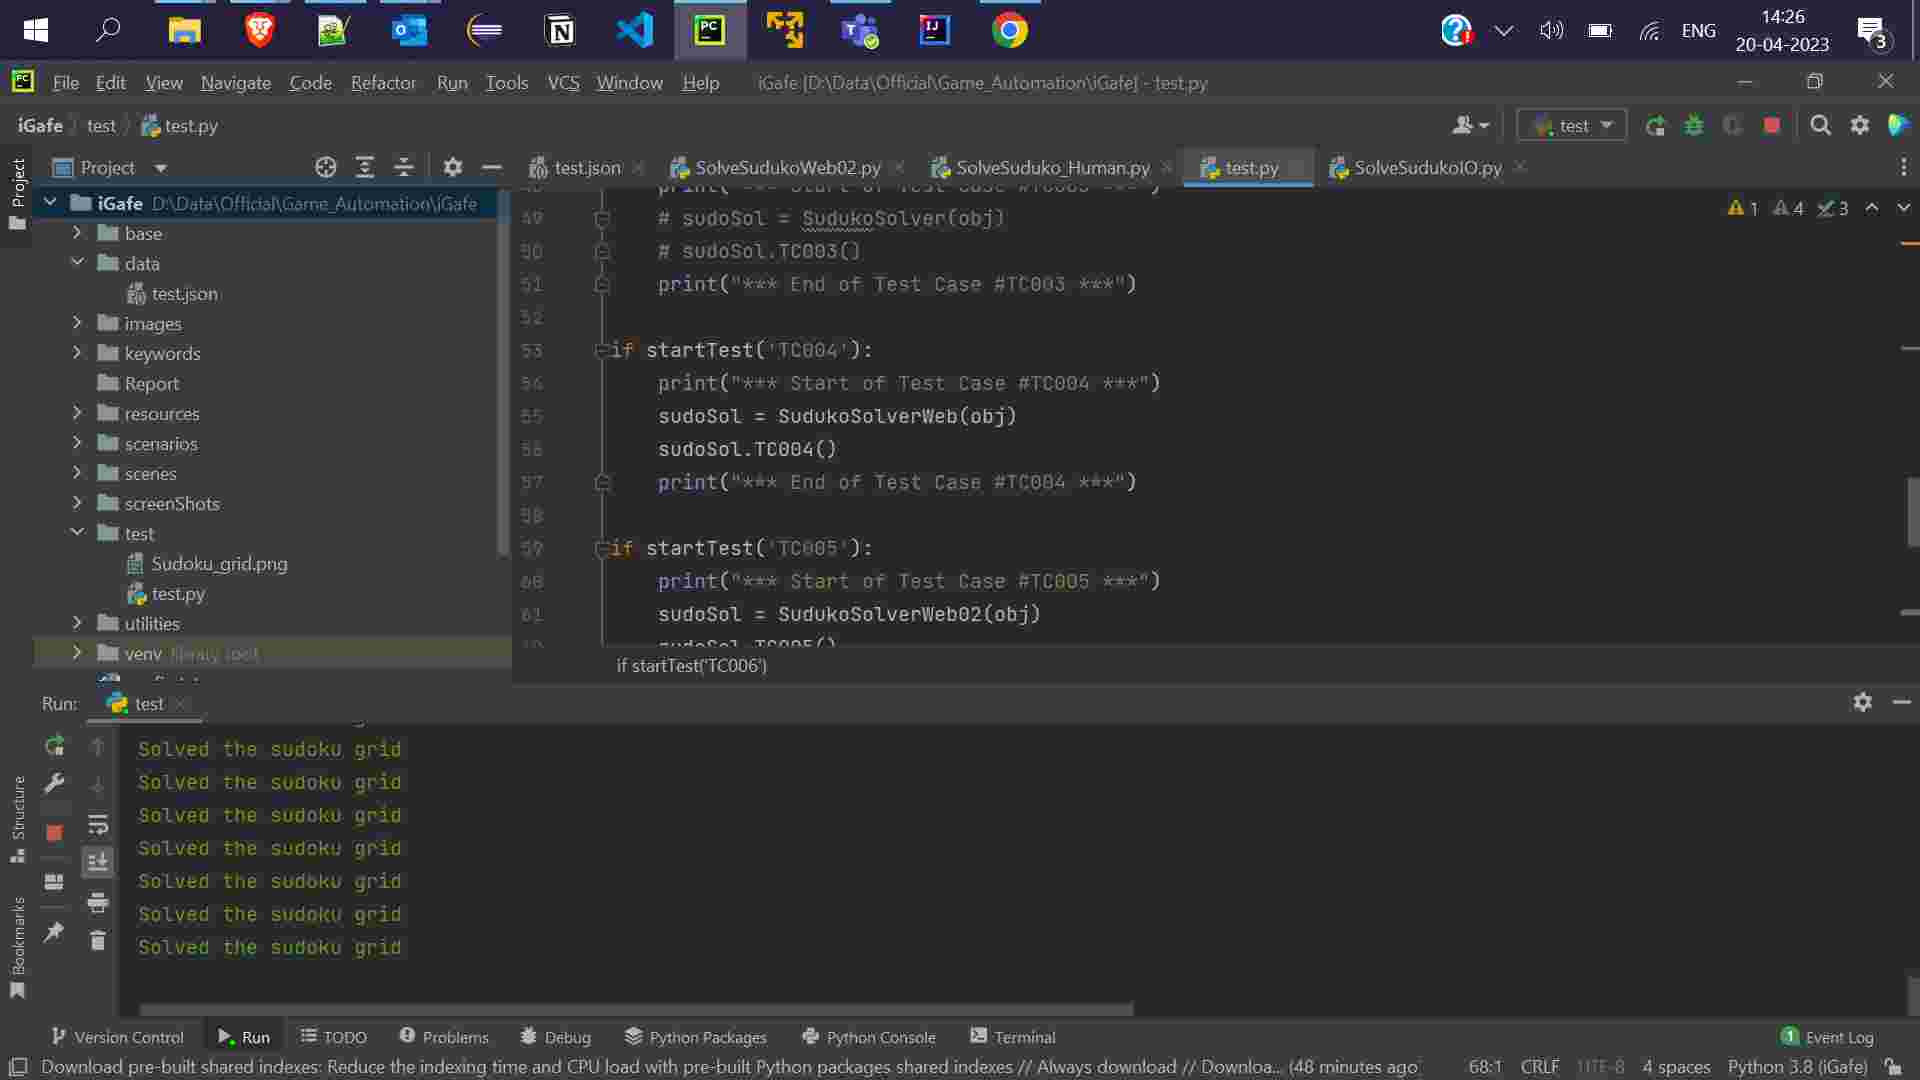 ENG
14:26
20-04-2023
3
File Edit View Navigate Code Refactor Run Tools VCS Window Help iGafe [D:\Data\Official\Game_Automation\iGafe] - test.py
iGafe test test.py
test
Project
test.json
SolveSudukoWeb02.py
SolveSuduko_Human.py
test.py
SolveSudukoIO.py
Project
iGafe D:\Data\Official\Game_Automation\iGafe
base
data
test.json
images
keywords
Report
resources
scenarios
scenes
screenShots
test
Sudoku_grid.png
test.py
utilities
venv library root
1 4 3
49 # sudoSol = SudukoSolver(obj)
50 # sudoSol.TC003()
51 print("*** End of Test Case #TC003 ***")
52
53 if startTest('TC004'):
54 print("*** Start of Test Case #TC004 ***")
55 sudoSol = SudukoSolverWeb(obj)
56 sudoSol.TC004()
57 print("*** End of Test Case #TC004 ***")
58
59 if startTest('TC005'):
60 print("*** Start of Test Case #TC005 ***")
61 sudoSol = SudukoSolverWeb02(obj)
sudoSol.TC005()
if startTest('TC006')
Run: test
Solved the sudoku grid
Solved the sudoku grid
Solved the sudoku grid
Solved the sudoku grid
Solved the sudoku grid
Solved the sudoku grid
Solved the sudoku grid
Structure
Bookmarks
Version Control Run TODO Problems Debug Python Packages Python Console Terminal 1 Event Log
Download pre-built shared indexes: Reduce the indexing time and CPU load with pre-built Python packages shared indexes // Always download // Downloa... (48 minutes ago) 68:1 CRLF UTF-8 4 spaces Python 3.8 (iGafe)